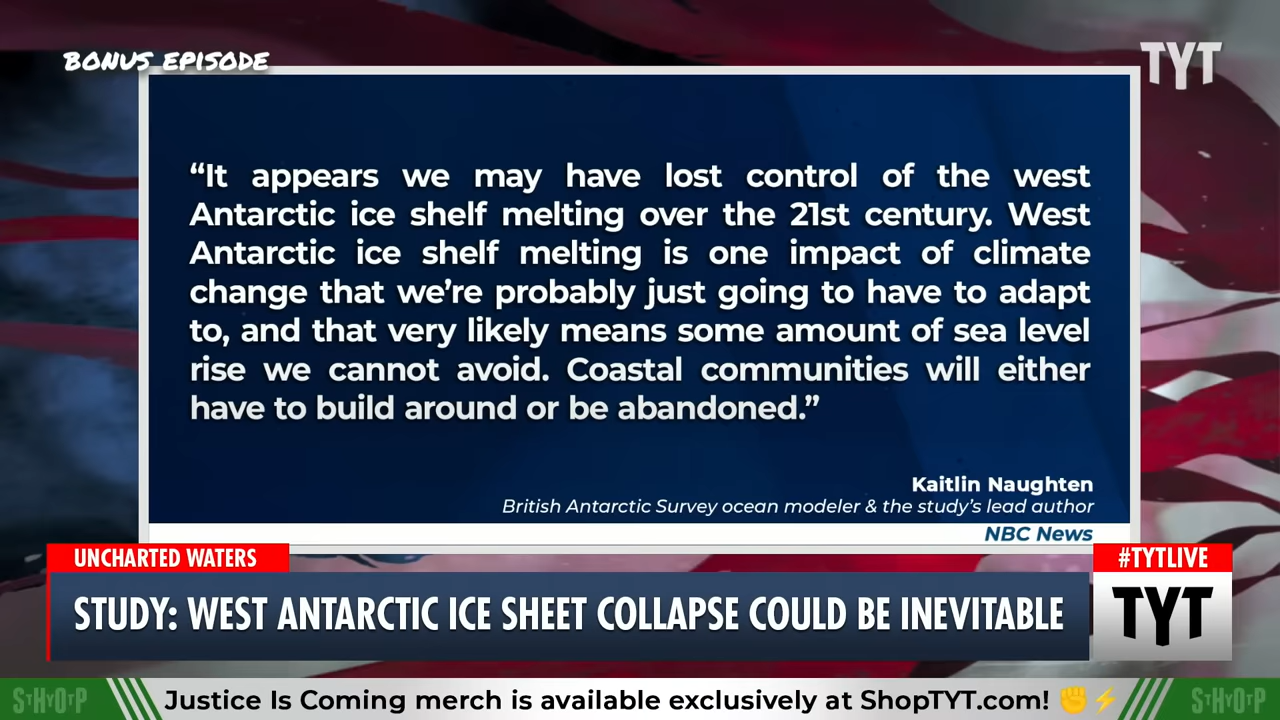 BONUS EPISODE
TYT
“It appears we may have lost control of the west
Antarctic ice shelf melting over the 21st century. West
Antarctic ice shelf melting is one impact of climate
change that we’re probably just going to have to adapt
to, and that very likely means some amount of sea level
rise we cannot avoid. Coastal communities will either
have to build around or be abandoned.”
Kaitlin Naughten
British Antarctic Survey ocean modeler & the study’s lead author
NBC News
UNCHARTED WATERS
#TYTLIVE
STUDY: WEST ANTARCTIC ICE SHEET COLLAPSE COULD BE INEVITABLE
TYT
STHYOTP
Justice Is Coming merch is available exclusively at ShopTYT.com! ✊⚡
STHYOTP